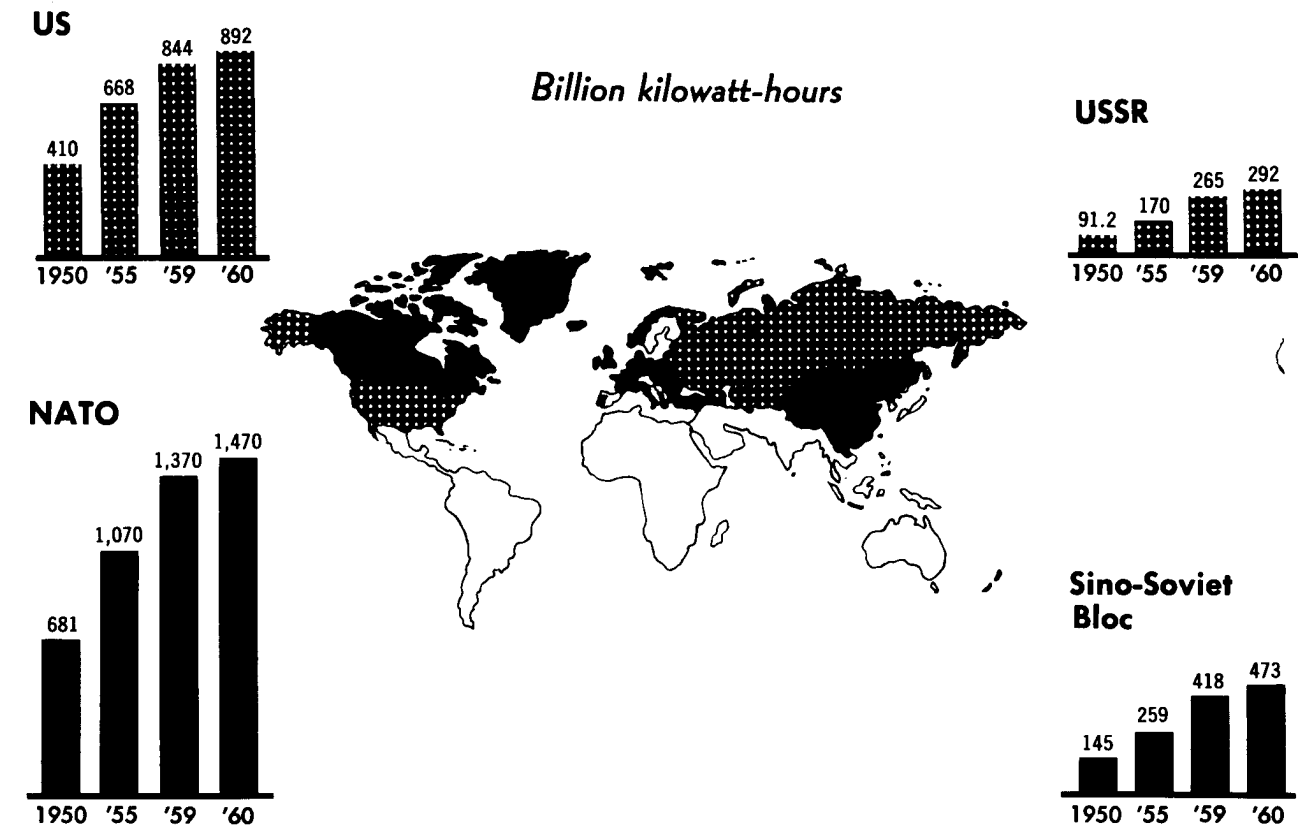 US
410
668
844
892
1950 '55 '59 '60
Billion kilowatt-hours
USSR
91.2
170
265
292
1950 '55 '59 '60
NATO
681
1,070
1,370
1,470
1950 '55 '59 '60
Sino-Soviet
Bloc
145
259
418
473
1950 '55 '59 '60